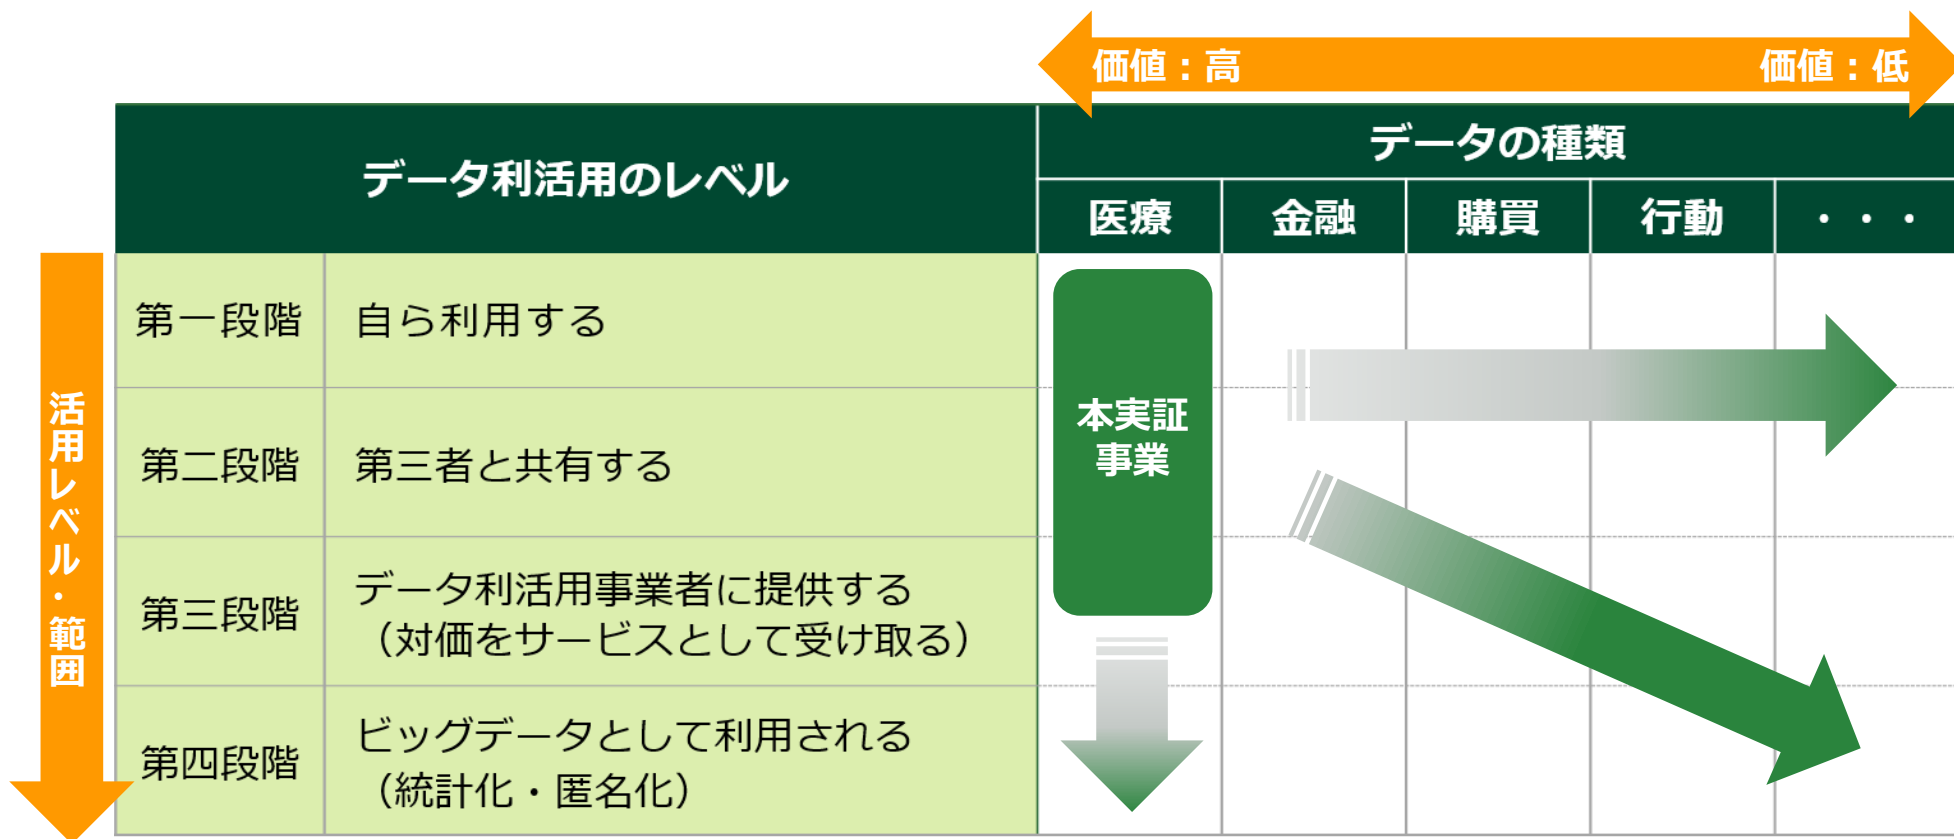 価値：高
価値：低
データ利活用のレベル
データの種類
医療
金融
購買
行動
・・・
活用レベル・範囲
第一段階
自ら利用する
第二段階
第三者と共有する
第三段階
データ利活用事業者に提供する
（対価をサービスとして受け取る）
第四段階
ビッグデータとして利用される
（統計化・匿名化）
本実証
事業